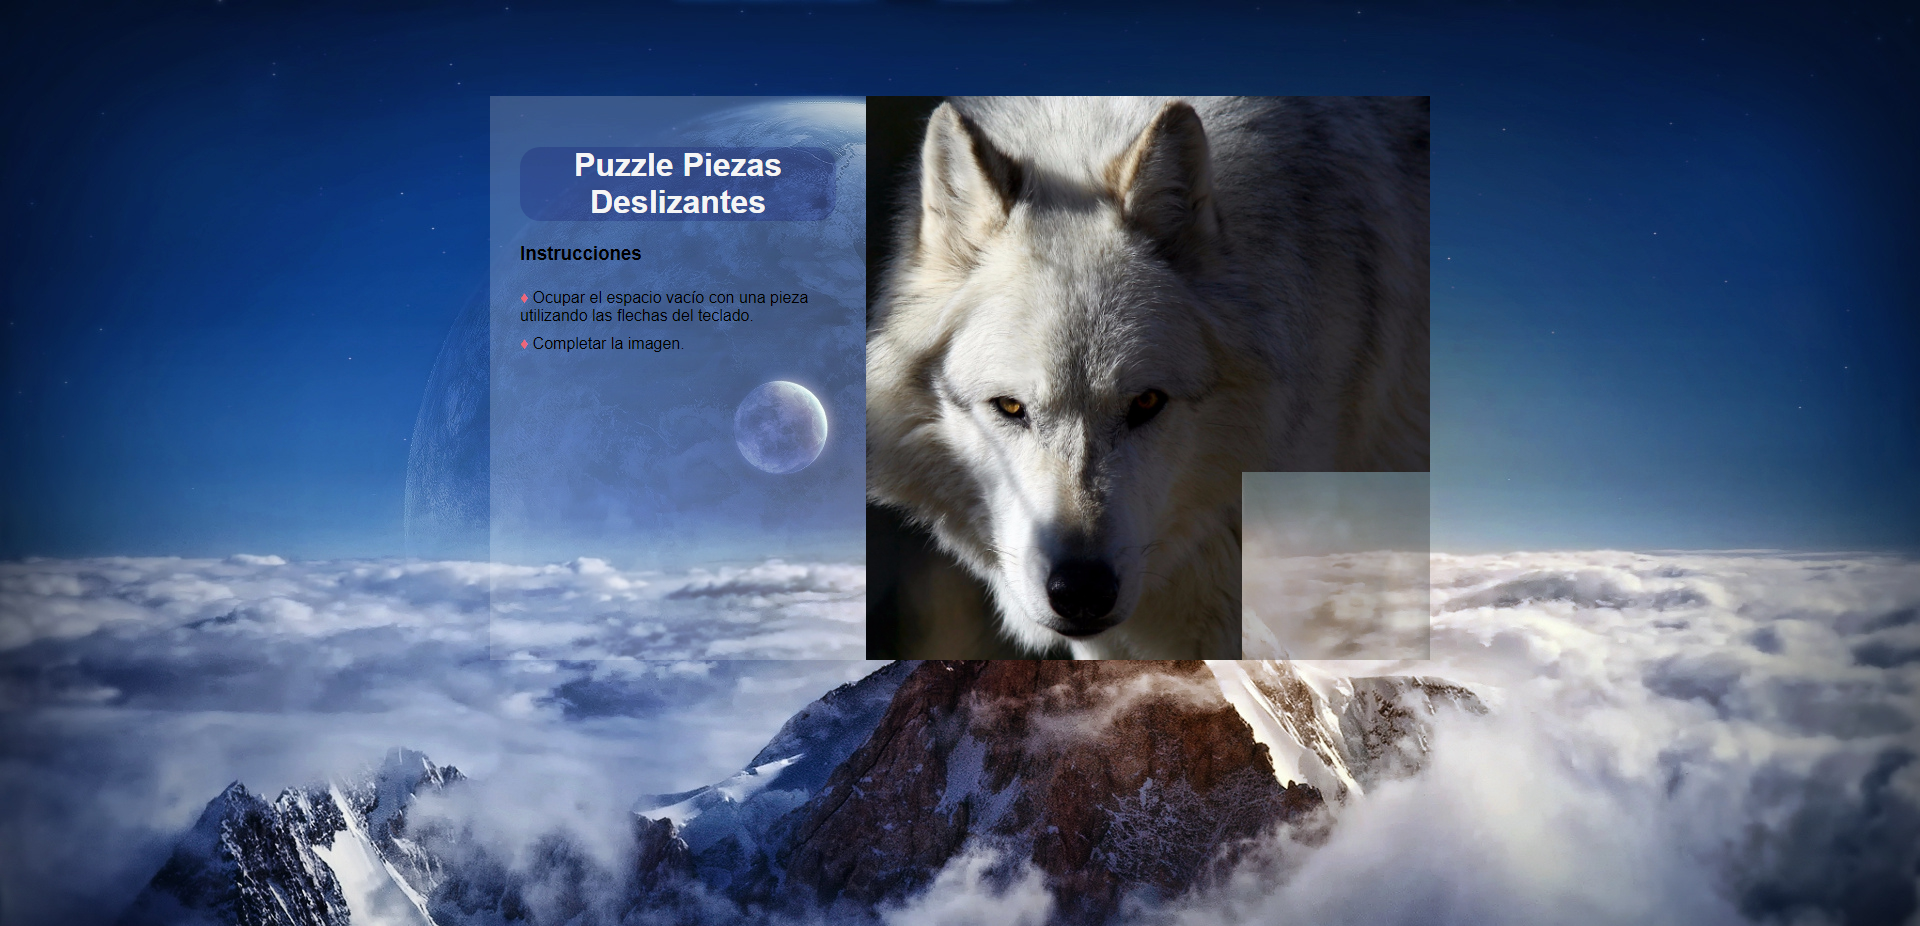 Puzzle Piezas
Deslizantes
Instrucciones
♦ Ocupar el espacio vacío con una pieza
utilizando las flechas del teclado.
♦ Completar la imagen.